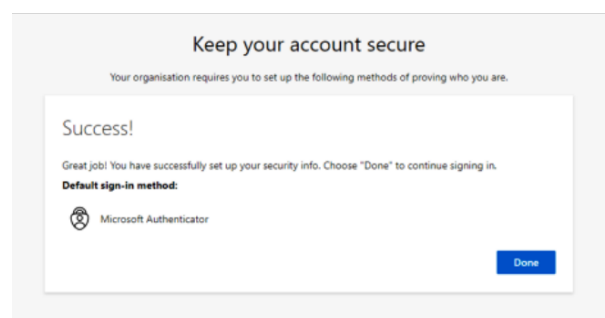 Keep your account secure
Your organisation requires you to set up the following methods of proving who you are.
Success!
Great job! You have successfully set up your security info. Choose "Done" to continue signing in.
Default sign-in method:
Microsoft Authenticator
Done